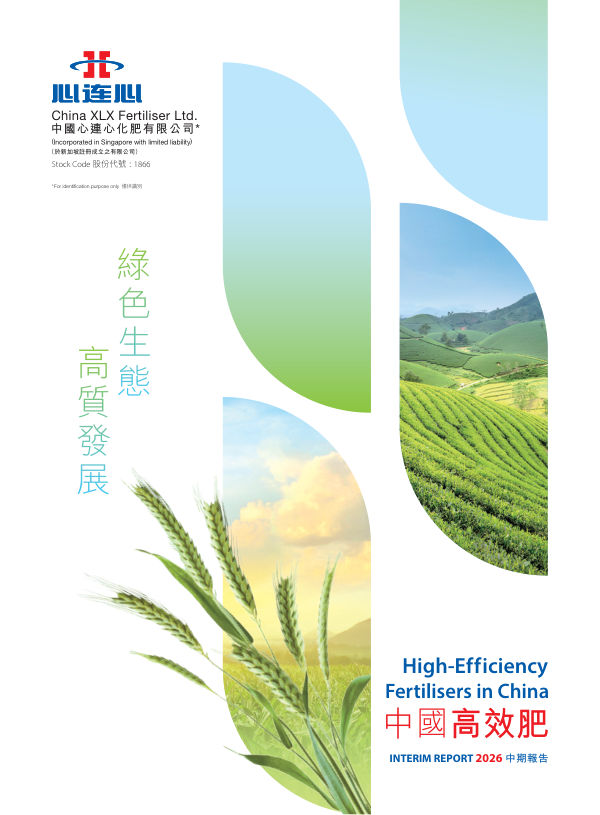 心连心
China XLX Fertiliser Ltd.
中國心連心化肥有限公司*
(Incorporated in Singapore with limited liability)
(於新加坡註冊成立之有限公司)
Stock Code 股份代號：1866
*For identification purpose only 僅供識別
綠色生態
高質發展
High-Efficiency
Fertilisers in China
中國高效肥
INTERIM REPORT 2026 中期報告